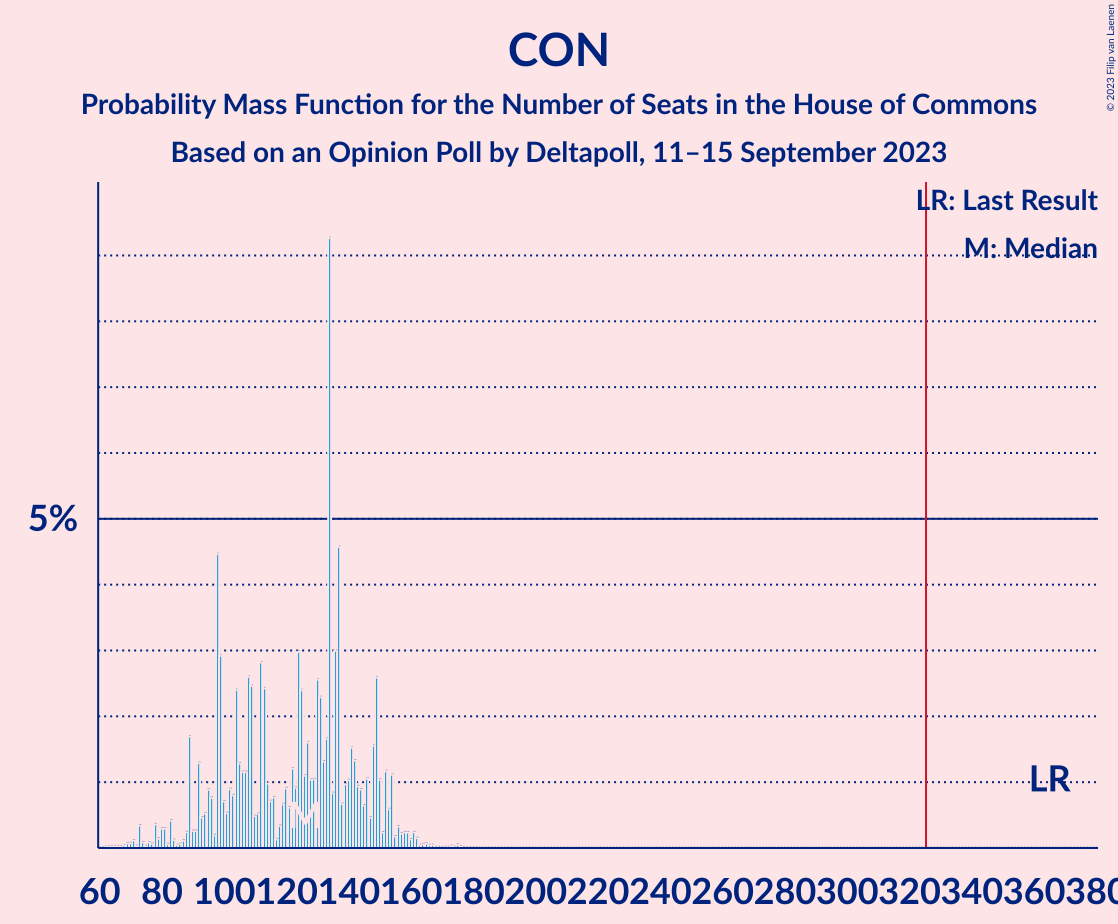 CON
Probability Mass Function for the Number of Seats in the House of Commons
Based on an Opinion Poll by Deltapoll, 11–15 September 2023
© 2023 Filip van Laenen
LR: Last Result
M: Median
5%
LR
60 80 100 120 140 160 180 200 220 240 260 280 300 320 340 360 380